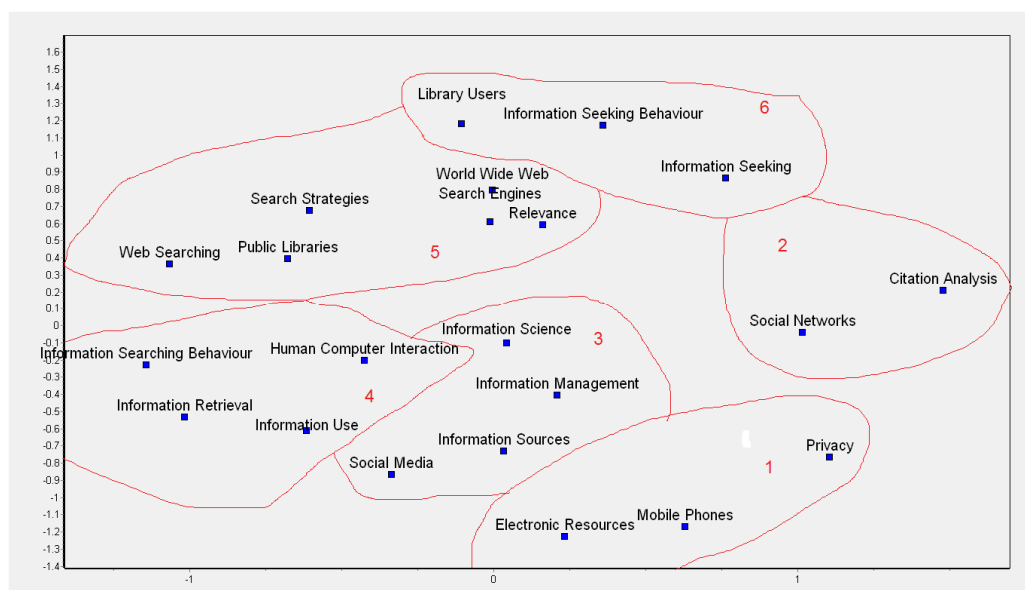 1.6
1.5
1.4
1.3
1.2
1.1
1
0.9
0.8
0.7
0.6
0.5
0.4
0.3
0.2
0.1
0
-0.1
-0.2
-0.3
-0.4
-0.5
-0.6
-0.7
-0.8
-0.9
-1
-1.1
-1.2
-1.3
-1.4
Library Users
Information Seeking Behaviour
6
Information Seeking
World Wide Web
Search Engines
Relevance
Search Strategies
Public Libraries
Web Searching
5
2
Citation Analysis
Social Networks
Information Science
3
Information Management
Information Sources
Social Media
Information Searching Behaviour
Human Computer Interaction
4
Information Retrieval
Information Use
Privacy
1
Mobile Phones
Electronic Resources
-1
0
1